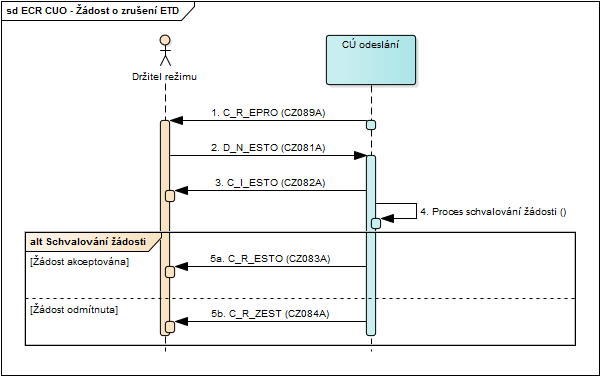 sd ECR CUO - Žádost o zrušení ETD
Držitel režimu
CÚ odeslání
1. C_R_EPRO (CZ089A)
2. D_N_ESTO (CZ081A)
3. C_I_ESTO (CZ082A)
4. Proces schvalování žádosti ()
alt Schvalování žádosti
[Žádost akceptována]
5a. C_R_ESTO (CZ083A)
[Žádost odmítnuta]
5b. C_R_ZEST (CZ084A)